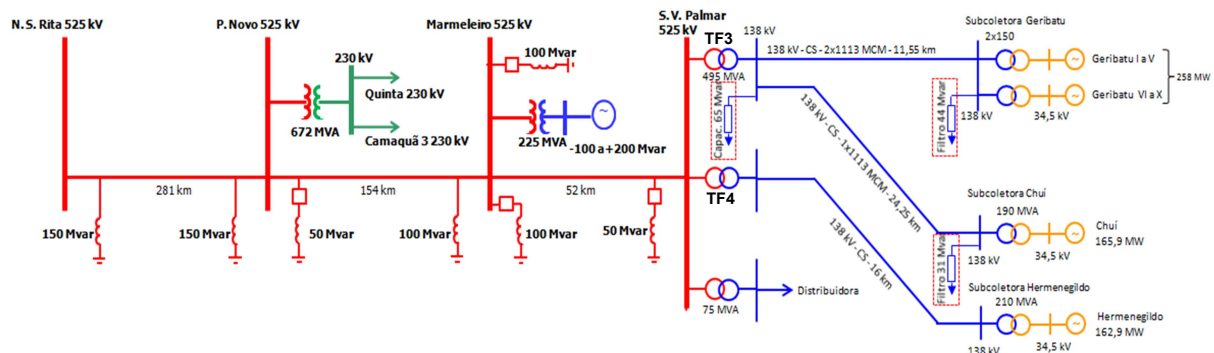 N.S. Rita 525 kV
P. Novo 525 kV
Marmeleiro 525 kV
S.V. Palmar
525 kV
138 kV
TF3
138 kV - CS - 2x1113 MCM - 11,55 km
Subcoletora Geribatu
2x150
Geribatu I a V
258 MW
Geribatu VI a X
34,5 kV
138 kV
Filtro 44 Mvar
495 MVA
Capac. 65 Mvar
138 kV - CS - 1x1113 MCM - 24,25 km
100 Mvar
230 kV
Quinta 230 kV
Camaquã 3 230 kV
672 MVA
225 MVA
-100 a+200 Mvar
281 km
154 km
52 km
TF4
138 kV - CS - 16 km
150 Mvar
150 Mvar
50 Mvar
100 Mvar
100 Mvar
50 Mvar
Subcoletora Chuí
190 MVA
Chuí
165,9 MW
34,5 kV
138 kV
Filtro 31 Mvar
75 MVA
Distribuidora
Subcoletora Hermenegildo
210 MVA
Hermenegildo
162,9 MW
34,5 kV
138 kV